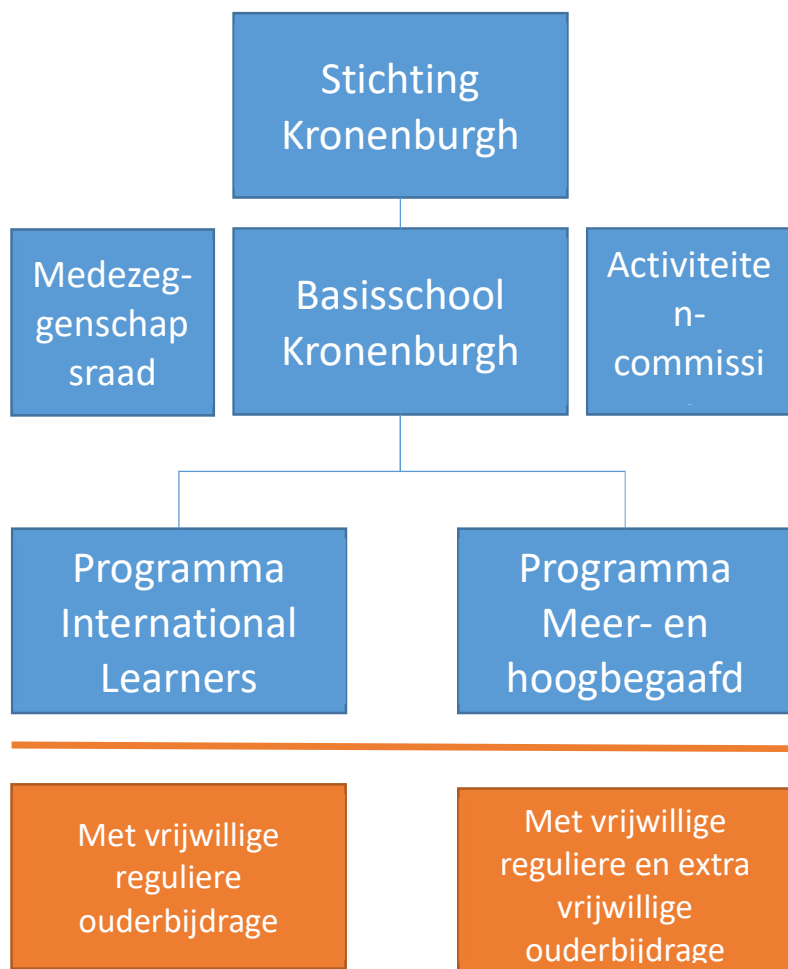 Stichting
Kronenburgh
Medezeg-
genschap
sraad
Basisschool
Kronenburgh
Activiteite
n-
commissi
Programma
International
Learners
Programma
Meer- en
hoogbegaafd
Met vrijwillige
reguliere
ouderbijdrage
Met vrijwillige
reguliere en extra
vrijwillige
ouderbijdrage